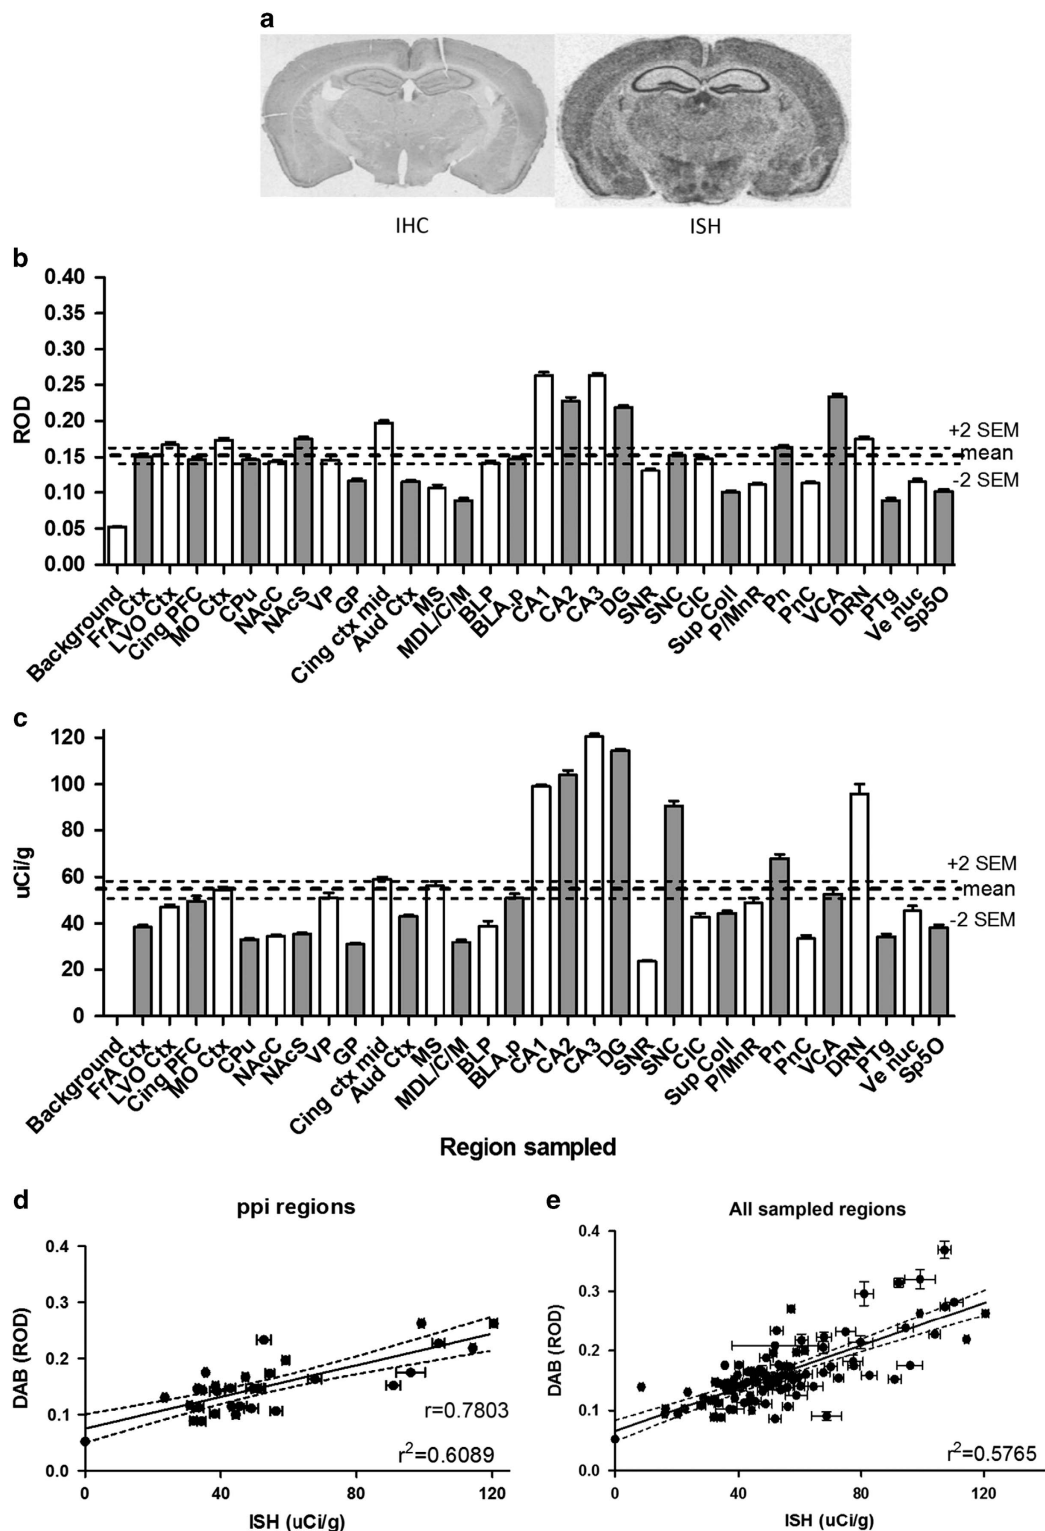 a
IHC
ISH
b
0.40
0.35
0.30
0.25
0.20
0.15
0.10
0.05
0.00
ROD
+2 SEM
mean
-2 SEM
Background
FrA Ctx
LVO Ctx
Cing PFC
MO Ctx
CPu
NAcC
NAcS
VP
GP
Cing ctx mid
Aud Ctx
MS
MDL/C/M
BLP
BLA.p
CA1
CA2
CA3
DG
SNR
SNC
CIC
Sup Coll
P/MnR
Pn
PnC
VCA
DRN
PTg
Ve nuc
Sp5O
c
120
100
80
60
40
20
0
uCi/g
+2 SEM
mean
-2 SEM
Background
FrA Ctx
LVO Ctx
Cing PFC
MO Ctx
CPu
NAcC
NAcS
VP
GP
Cing ctx mid
Aud Ctx
MS
MDL/C/M
BLP
BLA.p
CA1
CA2
CA3
DG
SNR
SNC
CIC
Sup Coll
P/MnR
Pn
PnC
VCA
DRN
PTg
Ve nuc
Sp5O
Region sampled
d
ppi regions
0.4
0.3
0.2
0.1
0.0
DAB (ROD)
r=0.7803
r²=0.6089
0
40
80
120
ISH (uCi/g)
e
All sampled regions
0.4
0.3
0.2
0.1
0.0
DAB (ROD)
r²=0.5765
0
40
80
120
ISH (uCi/g)